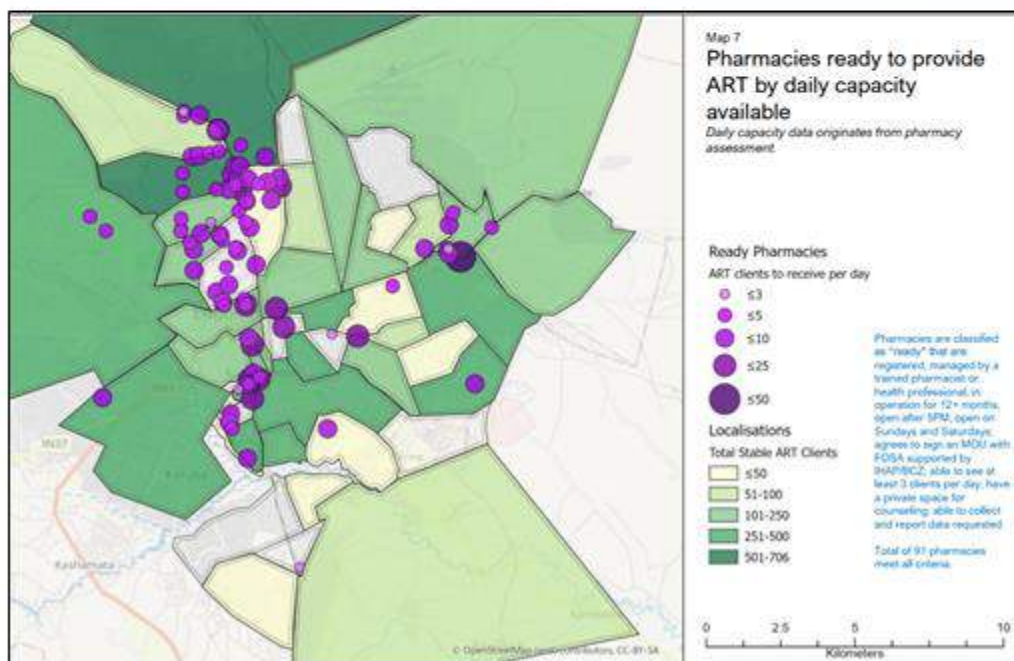 Map 7
Pharmacies ready to provide
ART by daily capacity
available
Daily capacity data originates from pharmacy
assessment.
Ready Pharmacies
ART clients to receive per day
≤3
≤5
≤10
≤25
≤50
Pharmacies are classified
as "ready" that are
registered, managed by a
trained pharmacist or
health professional, in
operation for 12+ months,
open after 5PM, open on
Sundays and Saturdays;
agrees to sign an MOU with
FOSA supported by
IHAP/BCZ; able to see at
least 3 clients per day; have
a private space for
counseling; able to collect
and report data requested
Total of 91 pharmacies
meet all criteria.
Localisations
Total Stable ART Clients
≤50
51-100
101-250
251-500
501-706
RN37
Kashamata
© OpenStreetMap contributors, CC-BY-SA
0 2.5 5 10
Kilometers